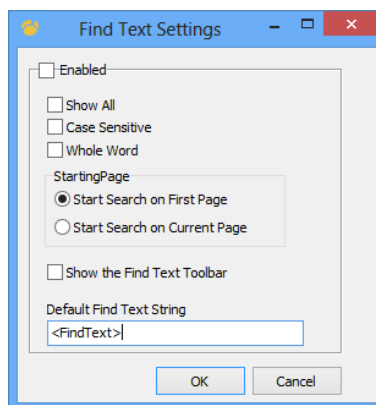 Find Text Settings
Enabled
Show All
Case Sensitive
Whole Word
StartingPage
Start Search on First Page
Start Search on Current Page
Show the Find Text Toolbar
Default Find Text String
<FindText>
OK Cancel